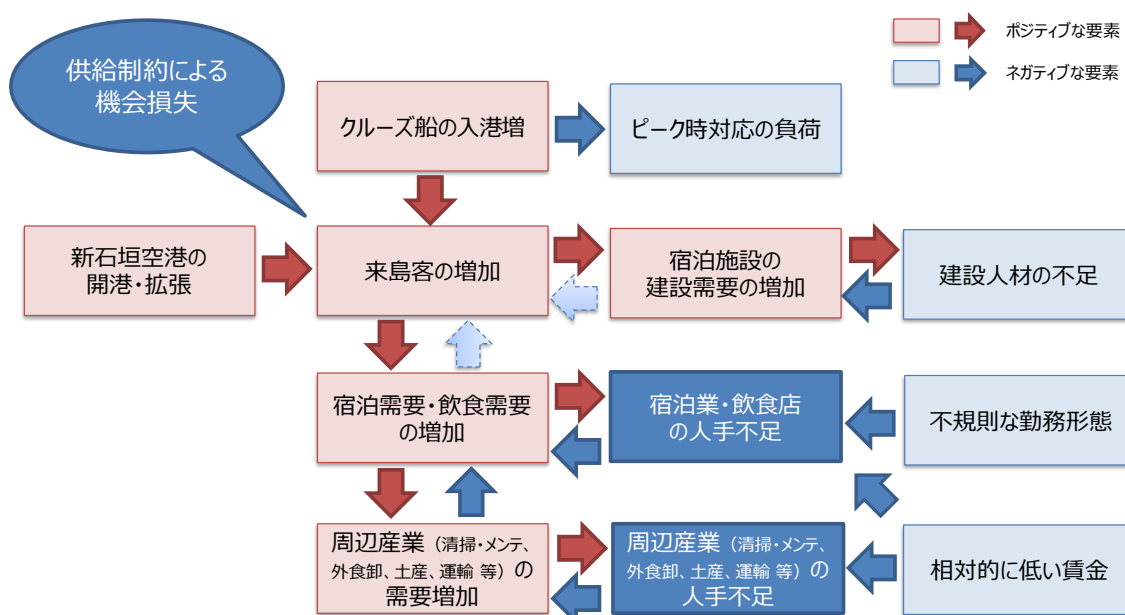 ポジティブな要素
ネガティブな要素
供給制約による
機会損失
クルーズ船の入港増
ピーク時対応の負荷
新石垣空港の
開港・拡張
来島客の増加
宿泊施設の
建設需要の増加
建設人材の不足
宿泊需要・飲食需要
の増加
宿泊業・飲食店
の人手不足
不規則な勤務形態
周辺産業（清掃・メンテ、
外食卸、土産、運輸 等）の
需要増加
周辺産業（清掃・メンテ、
外食卸、土産、運輸 等）の
人手不足
相対的に低い賃金